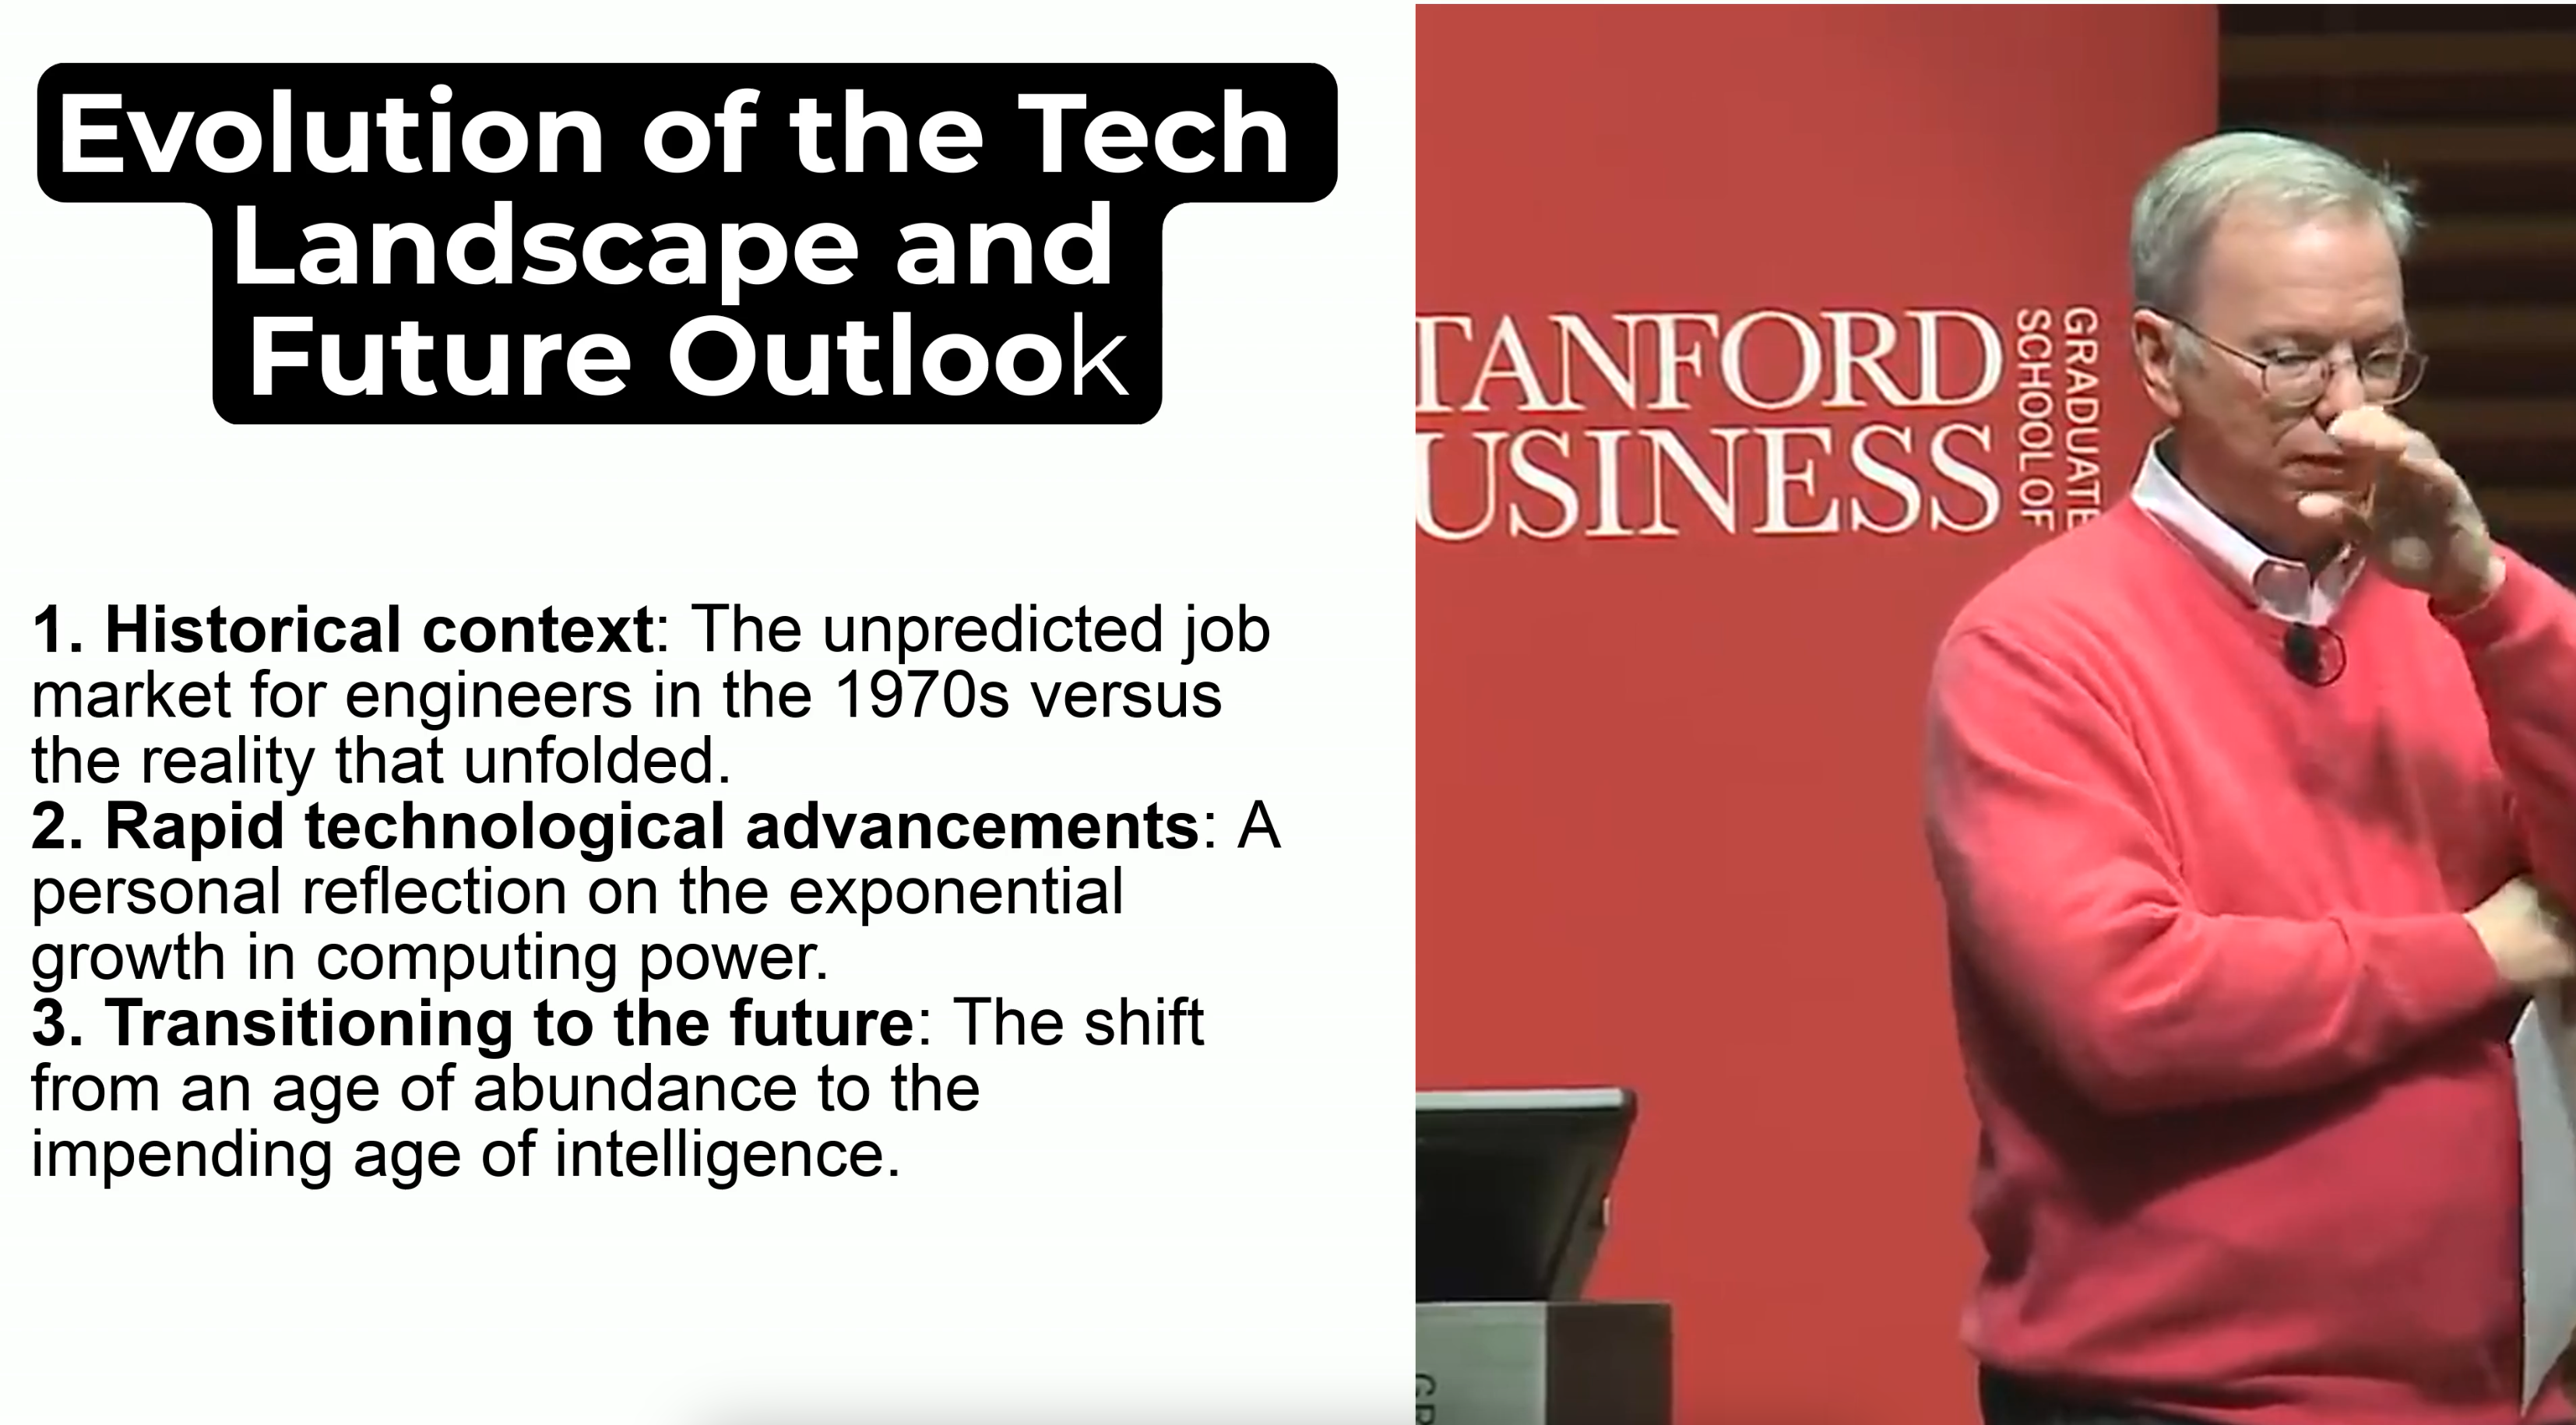 Evolution of the Tech
Landscape and
Future Outlook
1. Historical context: The unpredicted job
market for engineers in the 1970s versus
the reality that unfolded.
2. Rapid technological advancements: A
personal reflection on the exponential
growth in computing power.
3. Transitioning to the future: The shift
from an age of abundance to the
impending age of intelligence.
TANFORD
USINESS
GRADUATE
SCHOOL OF
GR